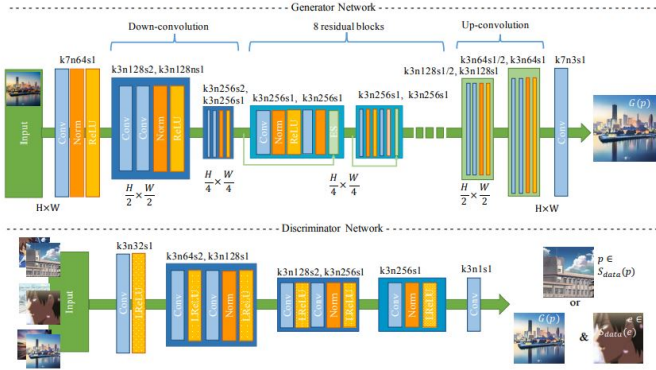 Generator Network
Down-convolution
8 residual blocks
Up-convolution
k7n64s1
k3n128s2, k3n128ns1
k3n256s2,
k3n256s1
k3n256s1, k3n256s1
k3n256s1, k3n256s1
k3n128s1/2,
k3n128s1
k3n64s1/2, k3n64s1
k7n3s1
Input
Conv
Norm
ReLU
Conv
Conv
Norm
ReLU
Conv
Norm
ReLU
ES
Conv
G(p)
H×W
H/2 × W/2
H/4 × W/4
H/4 × W/4
H/2 × W/2
H×W
Discriminator Network
k3n32s1
k3n64s2, k3n128s1
k3n128s2, k3n256s1
k3n256s1
k3n1s1
Input
Conv
LReLU
Conv
LReLU
Conv
Norm
LReLU
Conv
LReLU
Conv
Norm
LReLU
Conv
Norm
LReLU
Conv
p ∈
S_data(p)
or
G(p)
&
e ∈
S_data(e)